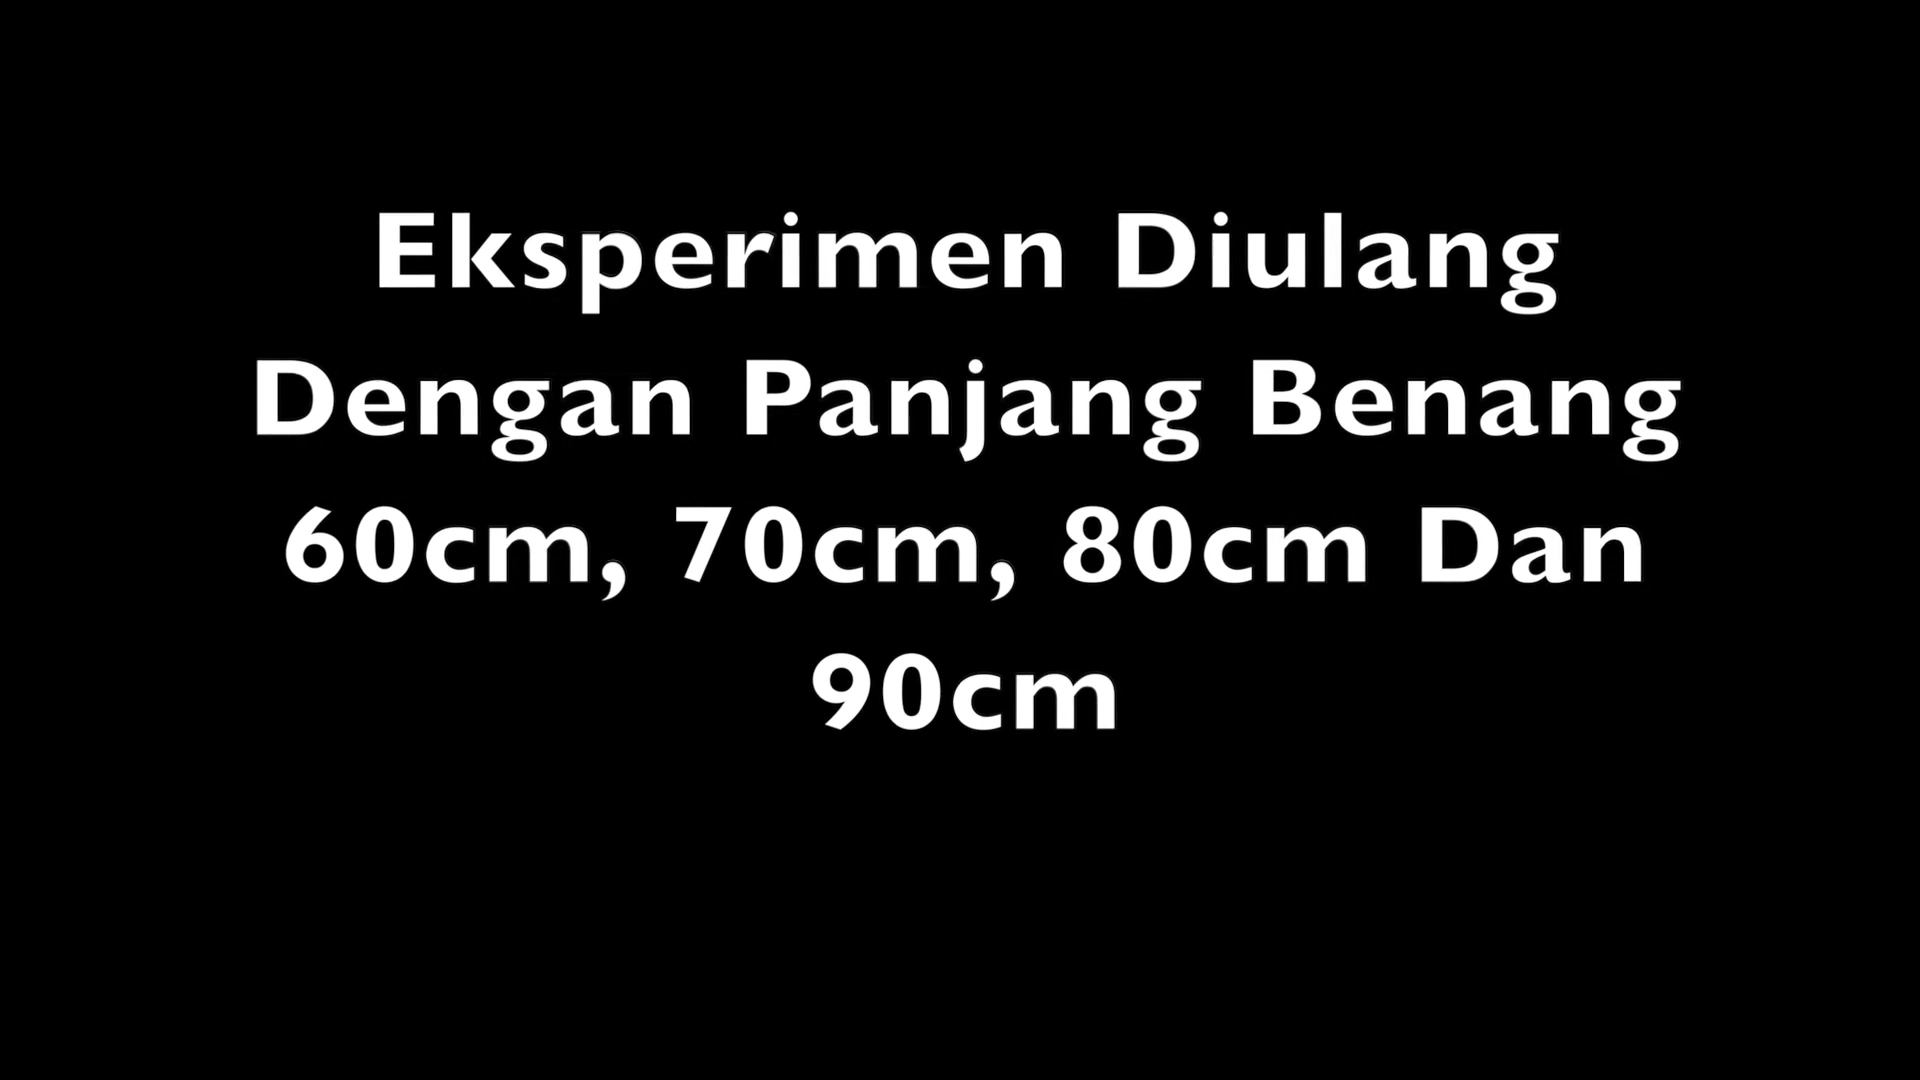 Eksperimen Diulang
Dengan Panjang Benang
60cm, 70cm, 80cm Dan
90cm